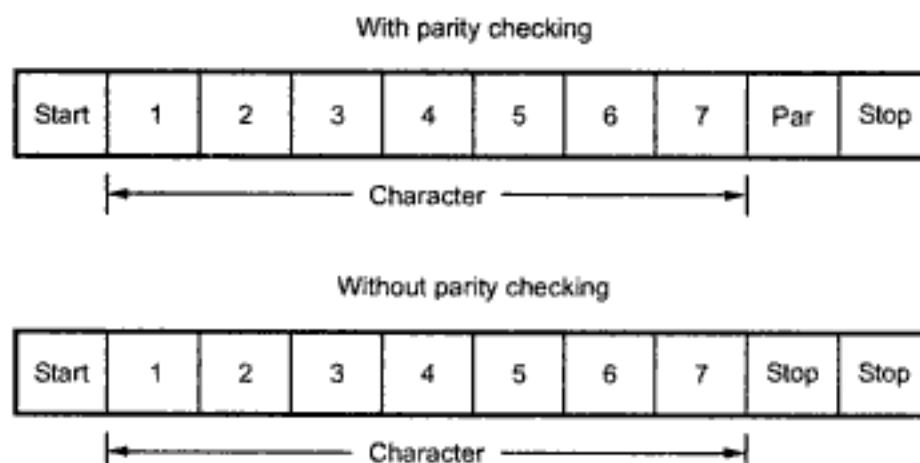 With parity checking
Start 1 2 3 4 5 6 7 Par Stop
Character
Without parity checking
Start 1 2 3 4 5 6 7 Stop Stop
Character